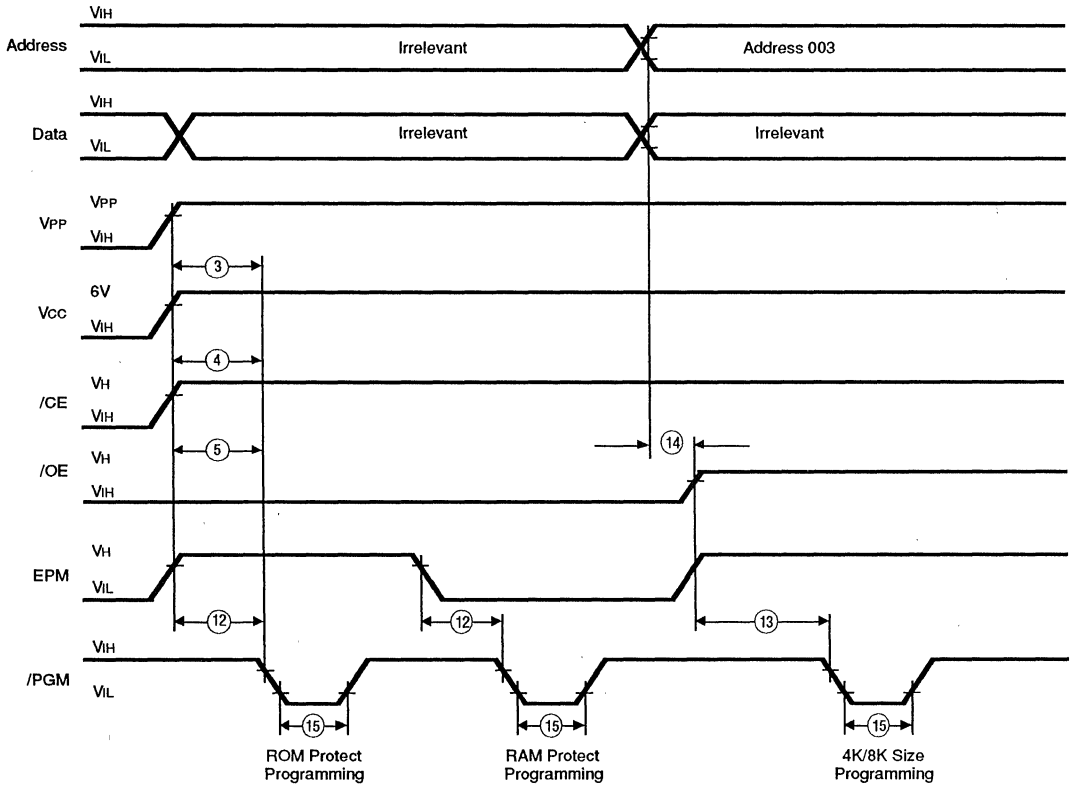 VIH
Address
Irrelevant
Address 003
VIL
VIH
Data
Irrelevant
Irrelevant
VIL
VPP
VPP
VIH
3
6V
VCC
VIH
4
VH
/CE
VIH
5
14
VH
/OE
VIH
VH
EPM
VIL
12
12
13
VIH
/PGM
VIL
15
15
15
ROM Protect
Programming
RAM Protect
Programming
4K/8K Size
Programming